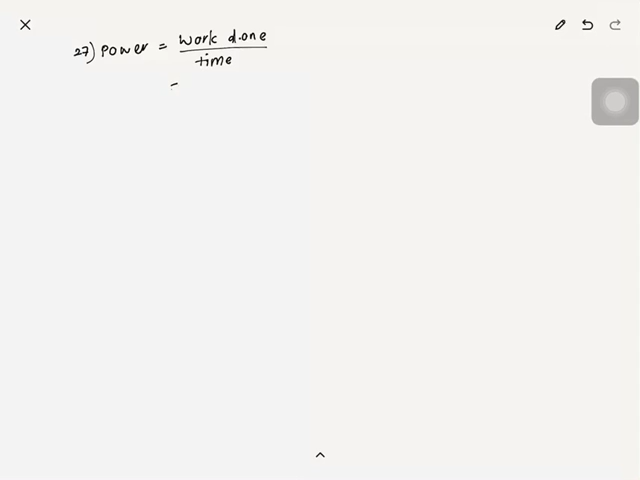 27) Power = work done
time
=